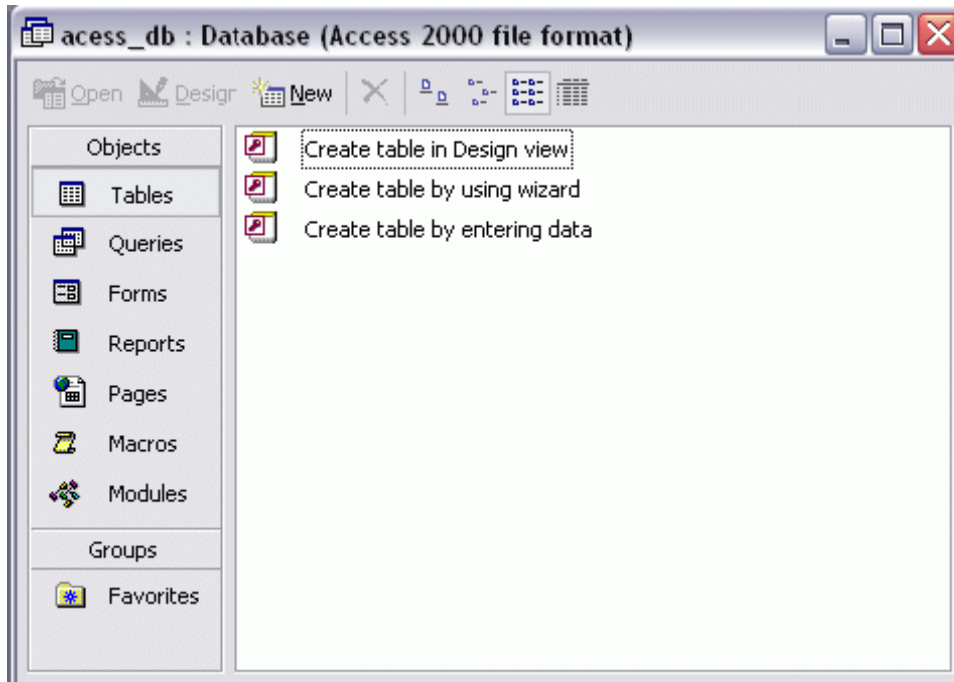 acess_db : Database (Access 2000 file format)
Open Design New
Objects
Tables
Queries
Forms
Reports
Pages
Macros
Modules
Groups
Favorites
Create table in Design view
Create table by using wizard
Create table by entering data